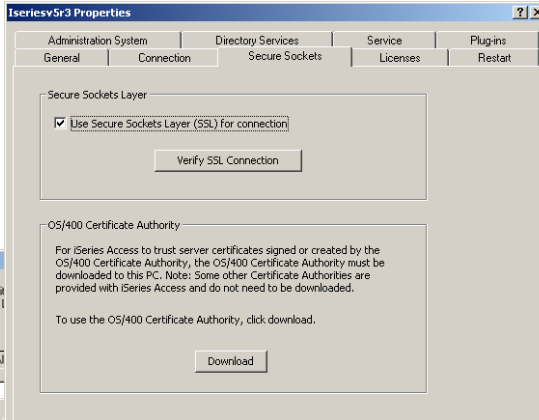 Iseriesv5r3 Properties
Administration System
Directory Services
Service
Plug-ins
General
Connection
Secure Sockets
Licenses
Restart
Secure Sockets Layer
Use Secure Sockets Layer (SSL) for connection
Verify SSL Connection
OS/400 Certificate Authority
For iSeries Access to trust server certificates signed or created by the
OS/400 Certificate Authority, the OS/400 Certificate Authority must be
downloaded to this PC. Note: Some other Certificate Authorities are
provided with iSeries Access and do not need to be downloaded.
To use the OS/400 Certificate Authority, click download.
Download